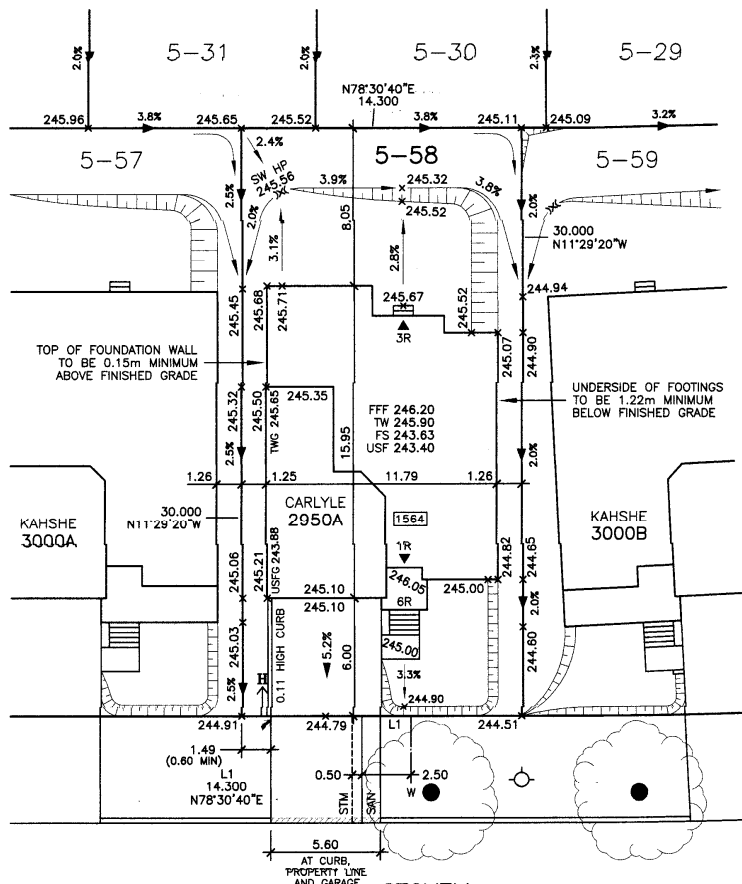 5-31
5-30
5-29
2.0%
2.0%
2.3%
N78°30'40"E
14.300
245.96
3.8%
245.65
245.52
3.8%
245.11
245.09
3.2%
2.4%
5-57
5-58
5-59
SW HP
245.56
2.5%
2.0%
3.9%
245.32
3.8%
2.0%
245.52
8.05
30.000
N11°29'20"W
3.1%
2.8%
245.45
245.68
245.71
245.67
3R
245.52
245.07
244.94
244.90
TOP OF FOUNDATION WALL
TO BE 0.15m MINIMUM
ABOVE FINISHED GRADE
UNDERSIDE OF FOOTINGS
TO BE 1.22m MINIMUM
BELOW FINISHED GRADE
245.32
245.50
TWG 245.65
245.35
FFF 246.20
TW 245.90
FS 243.63
USF 243.40
15.95
2.5%
2.0%
1.26
1.25
11.79
1.26
30.000
N11°29'20"W
CARLYLE
2950A
1564
KAHSHE
3000A
KAHSHE
3000B
1R
245.06
245.21
USFG 243.88
246.05
244.82
244.65
245.10
245.00
245.10
6R
2.0%
245.03
0.11 HIGH CURB
5.2%
6.00
245.00
244.60
2.5%
H
3.3%
244.90
244.91
244.79
L1
244.51
1.49
(0.60 MIN)
L1
14.300
N78°30'40"E
0.50
2.50
STM
SAN
W
5.60
AT CURB,
PROPERTY LINE
AND GARAGE